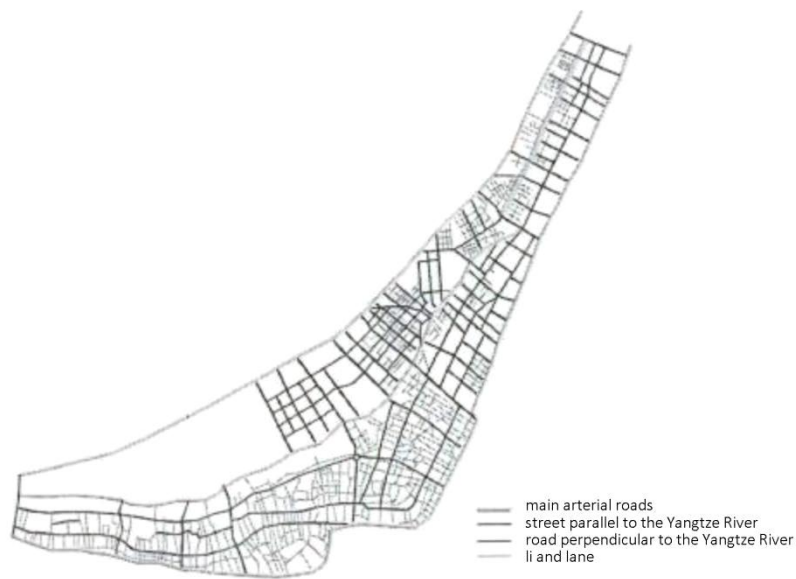 main arterial roads
street parallel to the Yangtze River
road perpendicular to the Yangtze River
li and lane